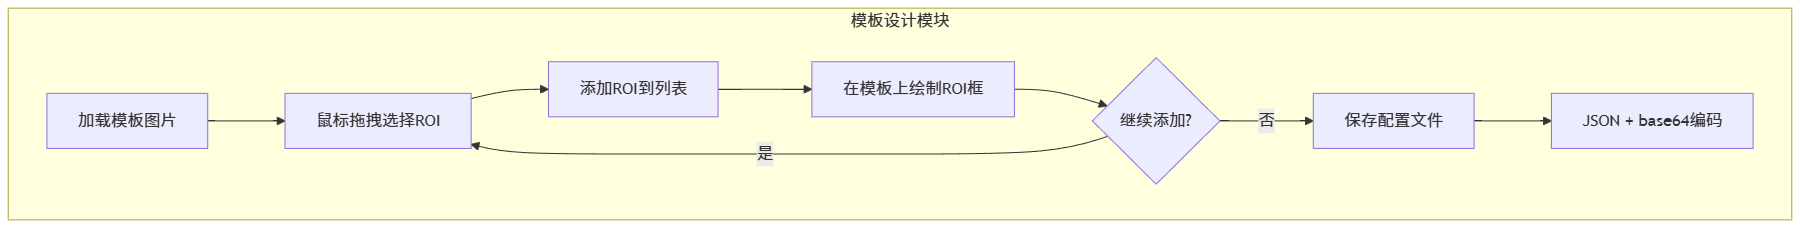 模板设计模块
加载模板图片
鼠标拖拽选择ROI
添加ROI到列表
在模板上绘制ROI框
继续添加?
是
否
保存配置文件
JSON + base64编码